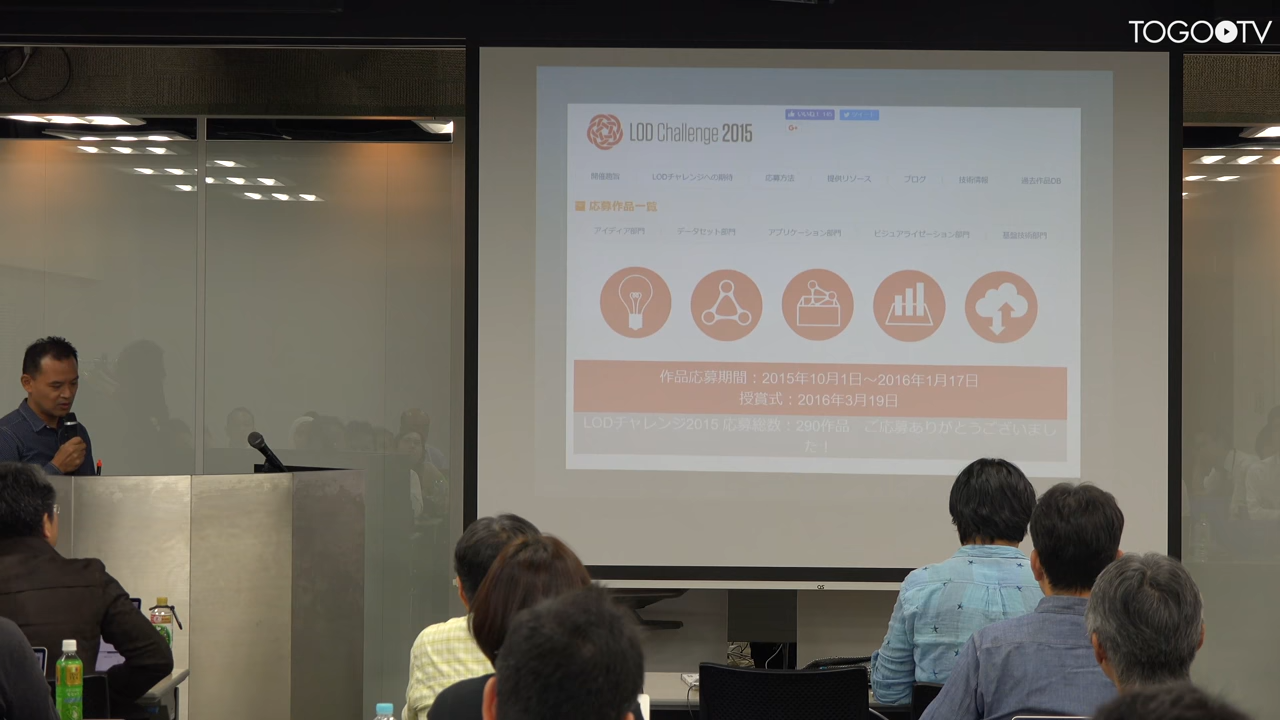 TOGO TV
LOD Challenge 2015
開催趣旨 LODチャレンジへの期待 応募方法 提供リソース ブログ 技術情報 過去作品DB
応募作品一覧
アイディア部門 データセット部門 アプリケーション部門 ビジュアライゼーション部門 基盤技術部門
作品応募期間：2015年10月1日～2016年1月17日
授賞式：2016年3月19日
LODチャレンジ2015 応募総数：290作品 ご応募ありがとうございまし
た！